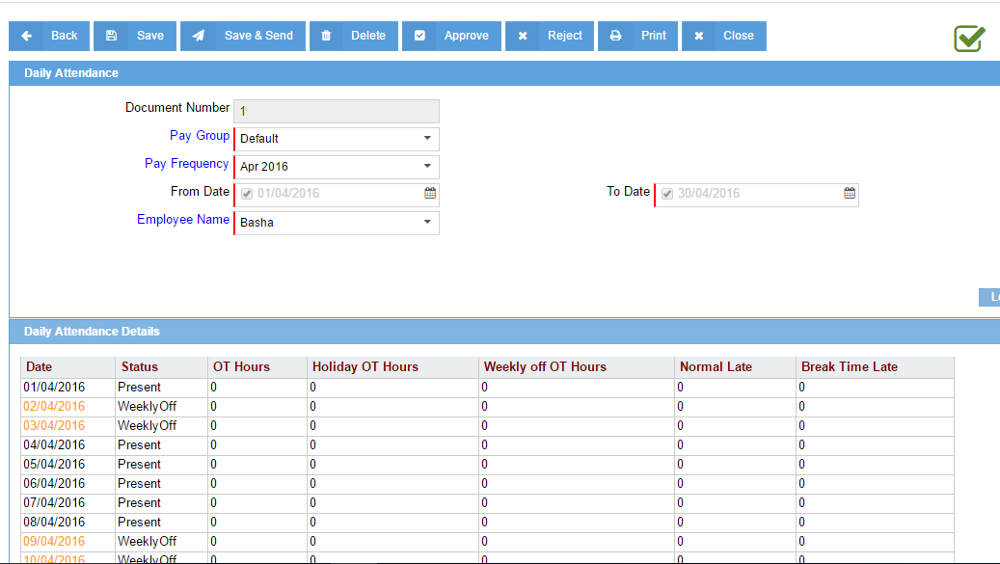 Back Save Save & Send Delete Approve Reject Print Close
Daily Attendance
Document Number 1
Pay Group Default
Pay Frequency Apr 2016
From Date 01/04/2016 To Date 30/04/2016
Employee Name Basha
Daily Attendance Details
Date Status OT Hours Holiday OT Hours Weekly off OT Hours Normal Late Break Time Late
01/04/2016 Present 0 0 0 0 0
02/04/2016 WeeklyOff 0 0 0 0 0
03/04/2016 WeeklyOff 0 0 0 0 0
04/04/2016 Present 0 0 0 0 0
05/04/2016 Present 0 0 0 0 0
06/04/2016 Present 0 0 0 0 0
07/04/2016 Present 0 0 0 0 0
08/04/2016 Present 0 0 0 0 0
09/04/2016 WeeklyOff 0 0 0 0 0
10/04/2016 WeeklyOff 0 0 0 0 0